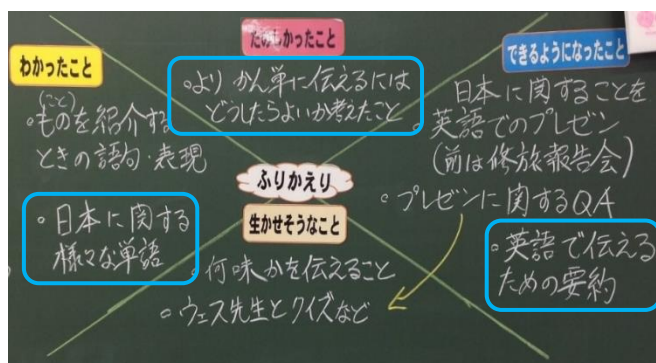 わかったこと
(こと)
・ものを紹介する
ときの語句・表現
・日本に関する
様々な単語
たのしかったこと
・よりかん単に伝えるには
どうしたらよいか考えたこと
できるようになったこと
日本に関することを
・英語でのプレゼン
(前は修旅報告会)
・プレゼンに関するQA
・英語で伝える
ための要約
ふりかえり
生かせそうなこと
・何味かを伝えること
・ウェス先生とクイズなど